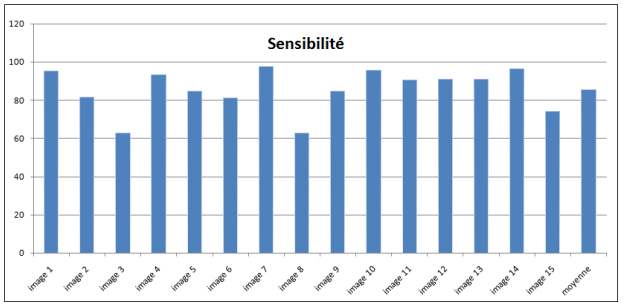 Sensibilité
120
100
80
60
40
20
0
image 1
image 2
image 3
image 4
image 5
image 6
image 7
image 8
image 9
image 10
image 11
image 12
image 13
image 14
image 15
moyenne